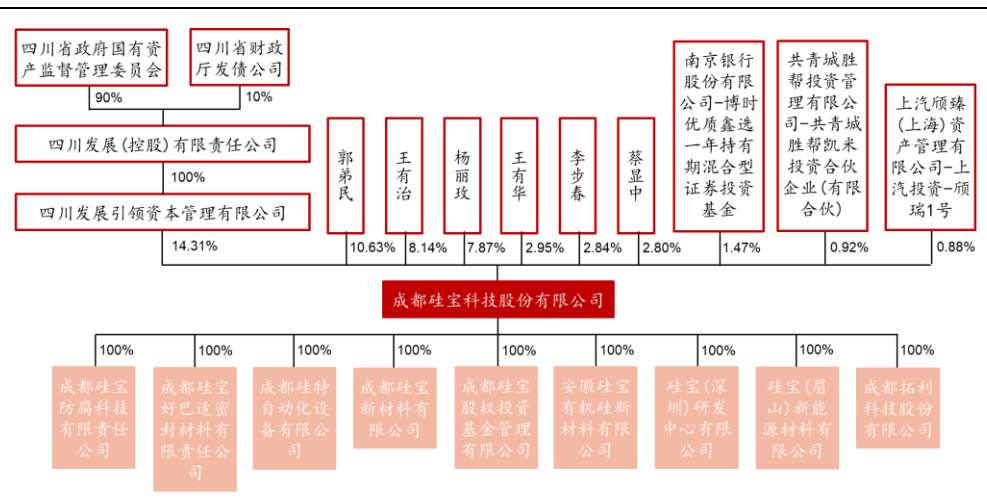 四川省政府国有资
产监督管理委员会
四川省财政
厅发债公司
90%
10%
四川发展(控股)有限责任公司
100%
四川发展引领资本管理有限公司
14.31%
郭弟民
10.63%
王有治
8.14%
杨丽玫
7.87%
王有华
2.95%
李步春
2.84%
蔡显中
2.80%
南京银行
股份有限
公司-博时
优质鑫选
一年持有
期混合型
证券投资
基金
1.47%
共青城胜
帮投资管
理有限公
司-共青城
胜帮凯米
投资合伙
企业(有限
合伙)
0.92%
上汽颀臻
(上海)资
产管理有
限公司-上
汽投资-颀
瑞1号
0.88%
成都硅宝科技股份有限公司
100%
成都硅宝
防腐科技
有限责任
公司
100%
成都硅宝
好巴适密
封材料有
限责任公
司
100%
成都硅特
自动化设
备有限公
司
100%
成都硅宝
新材料有
限公司
100%
成都硅宝
股权投资
基金管理
有限公司
100%
安徽硅宝
有机硅新
材料有限
公司
100%
硅宝(深
圳)研发
中心有限
公司
100%
硅宝(眉
山)新能
源材料有
限公司
100%
成都拓利
科技股份
有限公司